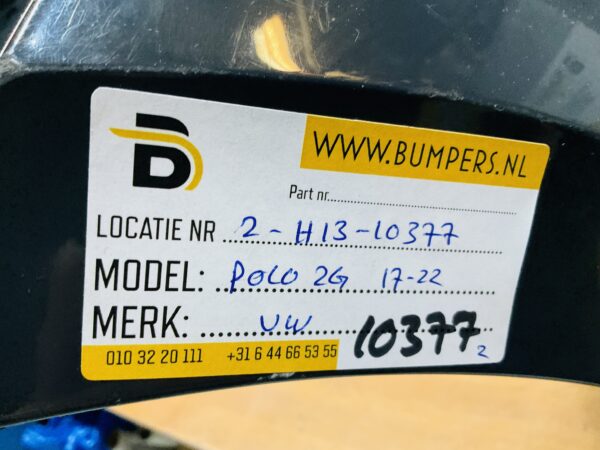 B
WWW.BUMPERS.NL
Part nr.
LOCATIE NR 2-H13-10377
MODEL: POLO 2G 17-22
MERK: VW
10377 2
010 32 20 111 +31 6 44 66 53 55